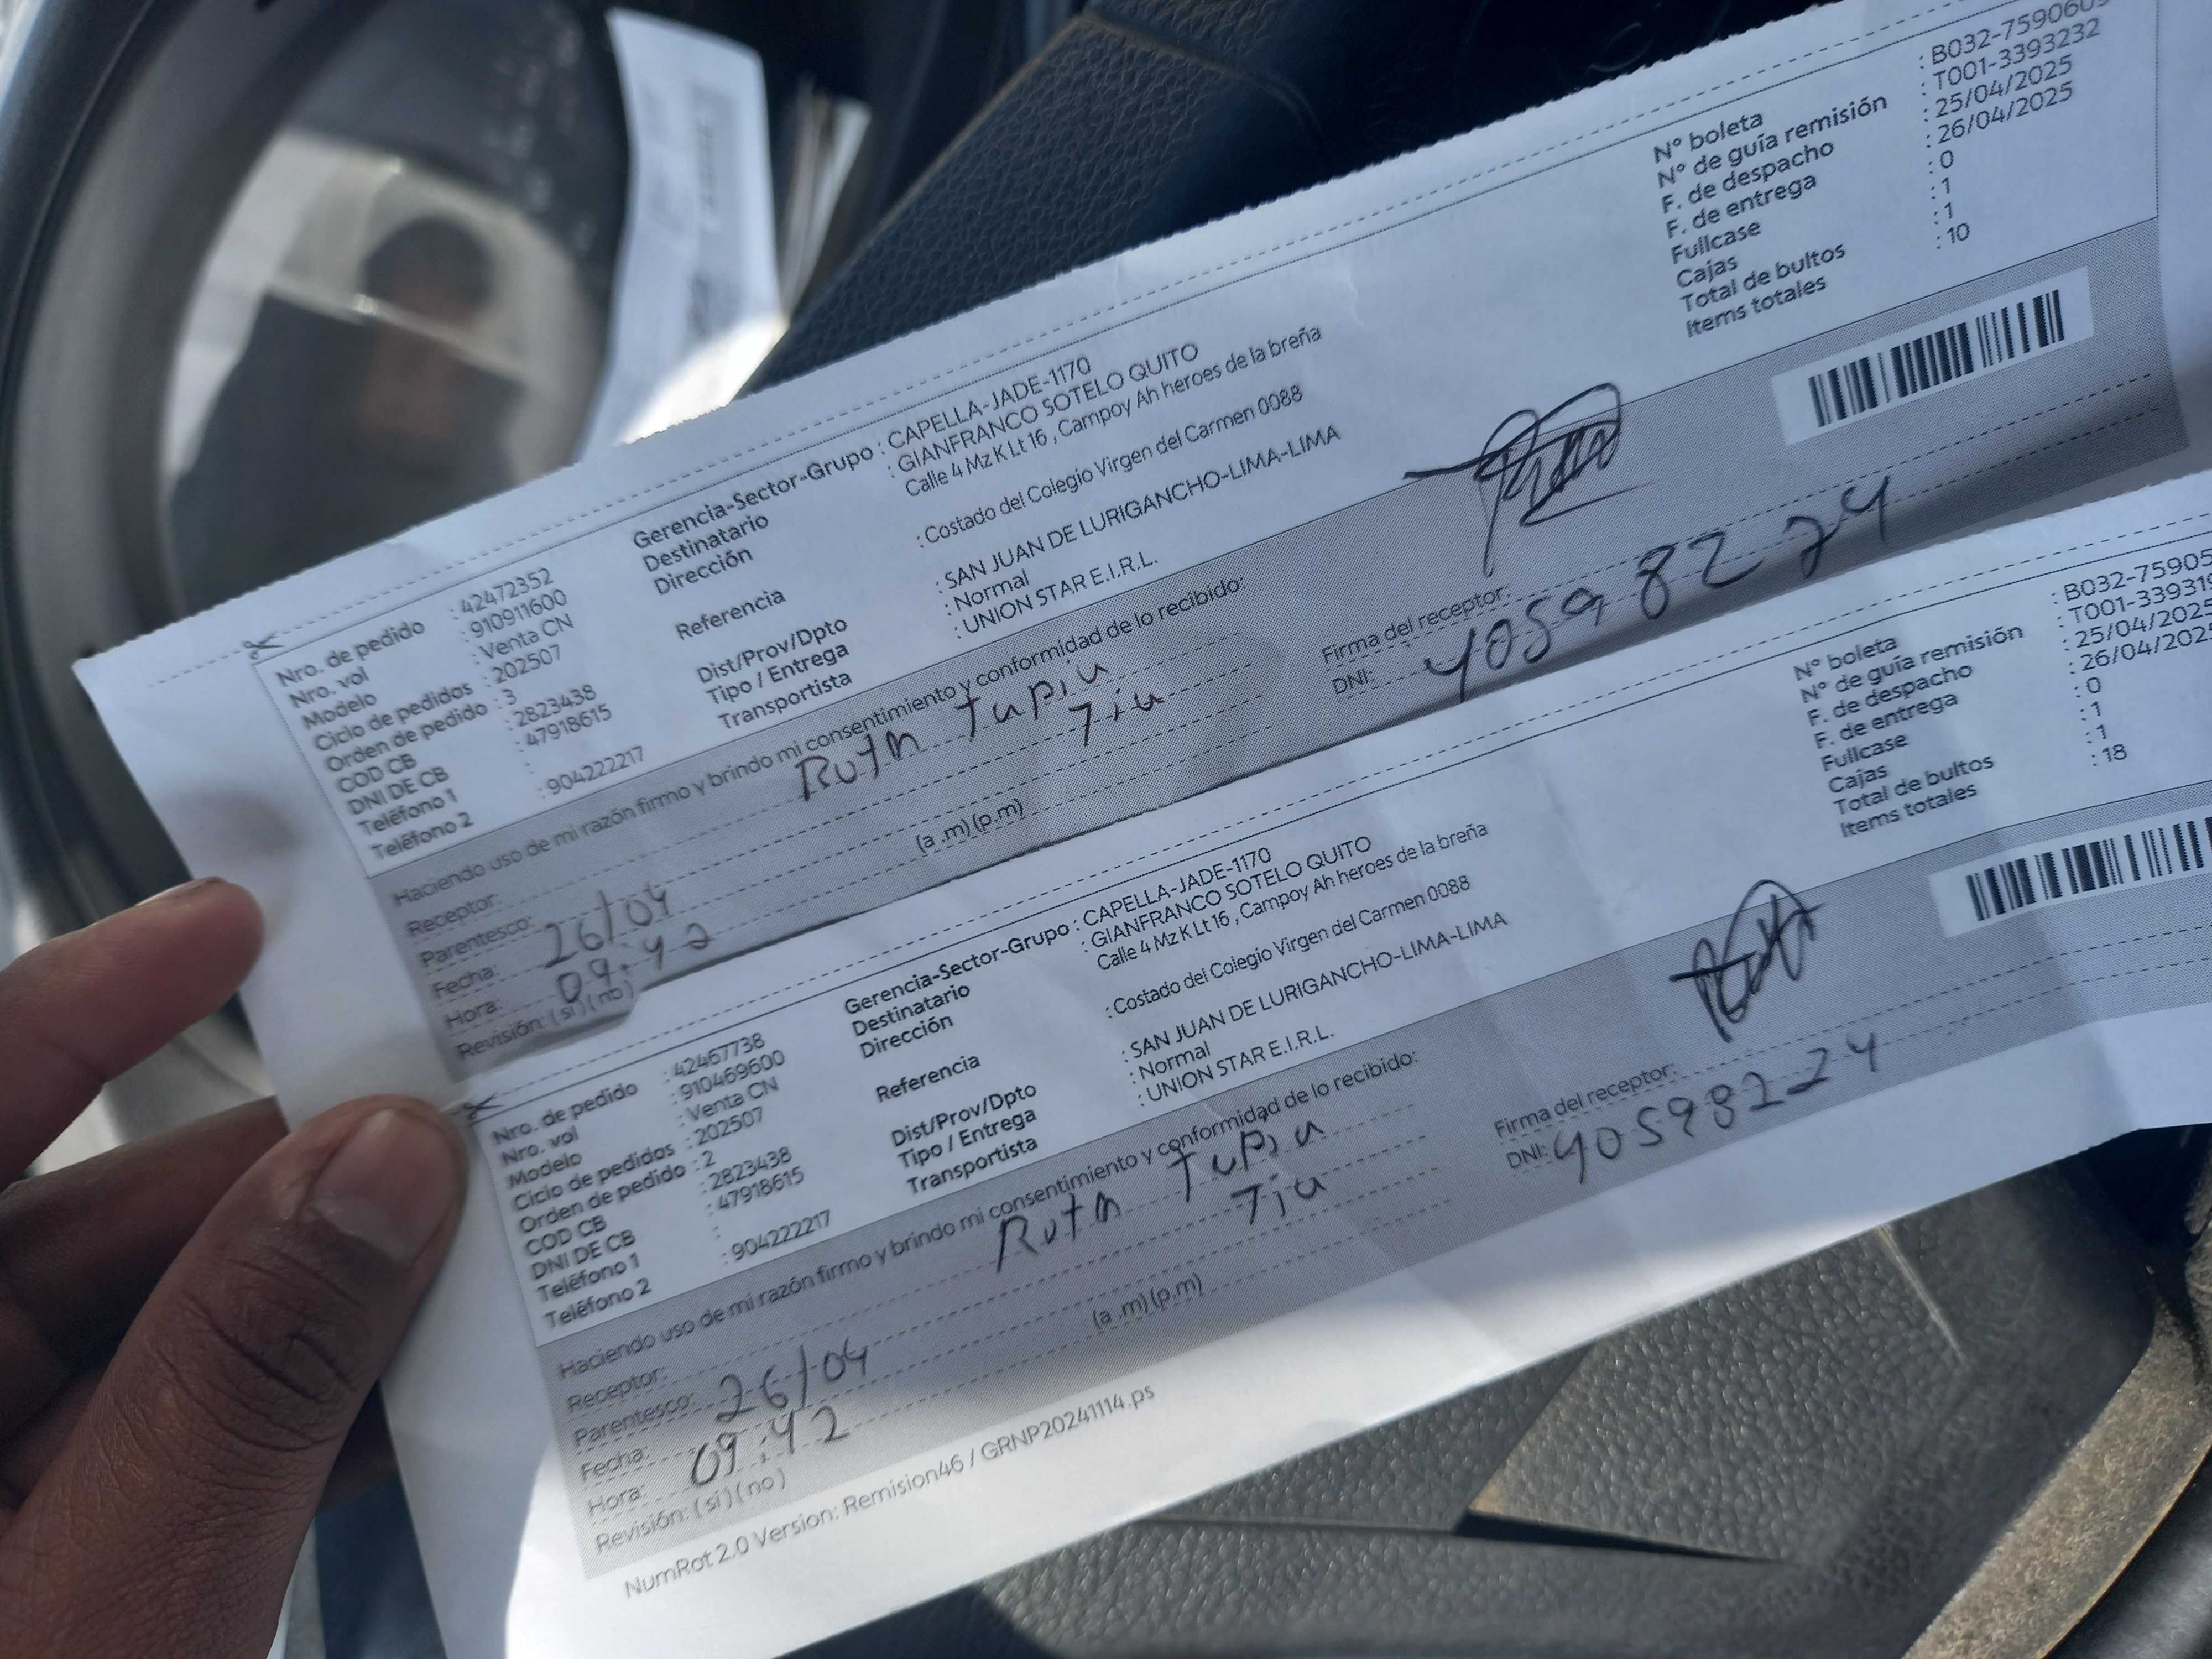 Nro. de pedido : 42472352
Nro. vol : 910911600
Modelo : Venta CN
Ciclo de pedidos : 202507
Orden de pedido : 3
COD CB : 2823438
DNI DE CB : 47918615
Teléfono 1
Teléfono 2 : 904222217
Gerencia-Sector-Grupo : CAPELLA-JADE-1170
Destinatario : GIANFRANCO SOTELO QUITO
Dirección Calle 4 Mz K Lt 16 , Campoy Ah heroes de la breña
Referencia : Costado del Colegio Virgen del Carmen 0088
Dist/Prov/Dpto : SAN JUAN DE LURIGANCHO-LIMA-LIMA
Tipo / Entrega : Normal
Transportista : UNION STAR E.I.R.L.
N° boleta : B032-759060
N° de guía remisión : T001-3393232
F. de despacho : 25/04/2025
F. de entrega : 26/04/2025
Fullcase : 0
Cajas : 1
Total de bultos : 1
Items totales : 10
Haciendo uso de mi razón firmo y brindo mi consentimiento y conformidad de lo recibido:
Receptor: Ruth Tupiu
Parentesco: Tiu
Fecha: 26/04
Hora: 09:42 (a .m) (p.m)
Revisión: ( si ) ( no )
Firma del receptor:
DNI: 40598224
Nro. de pedido : 42467738
Nro. vol : 910469600
Modelo : Venta CN
Ciclo de pedidos : 202507
Orden de pedido : 2
COD CB : 2823438
DNI DE CB : 47918615
Teléfono 1 :
Teléfono 2 : 904222217
Gerencia-Sector-Grupo : CAPELLA-JADE-1170
Destinatario : GIANFRANCO SOTELO QUITO
Dirección Calle 4 Mz K Lt 16 , Campoy Ah heroes de la breña
Referencia : Costado del Colegio Virgen del Carmen 0088
Dist/Prov/Dpto : SAN JUAN DE LURIGANCHO-LIMA-LIMA
Tipo / Entrega : Normal
Transportista : UNION STAR E.I.R.L.
N° boleta : B032-75905
N° de guía remisión : T001-339319
F. de despacho : 25/04/2025
F. de entrega : 26/04/202
Fullcase : 0
Cajas : 1
Total de bultos : 1
Items totales : 18
Haciendo uso de mi razón firmo y brindo mi consentimiento y conformidad de lo recibido:
Receptor: Ruth Tupiu
Parentesco: Tiu
Fecha: 26/04
Hora: 09:42 (a .m) (p.m)
Revisión: ( si ) ( no )
Firma del receptor:
DNI: 40598224
NumRot 2.0 Version: Remision46 / GRNP20241114.ps